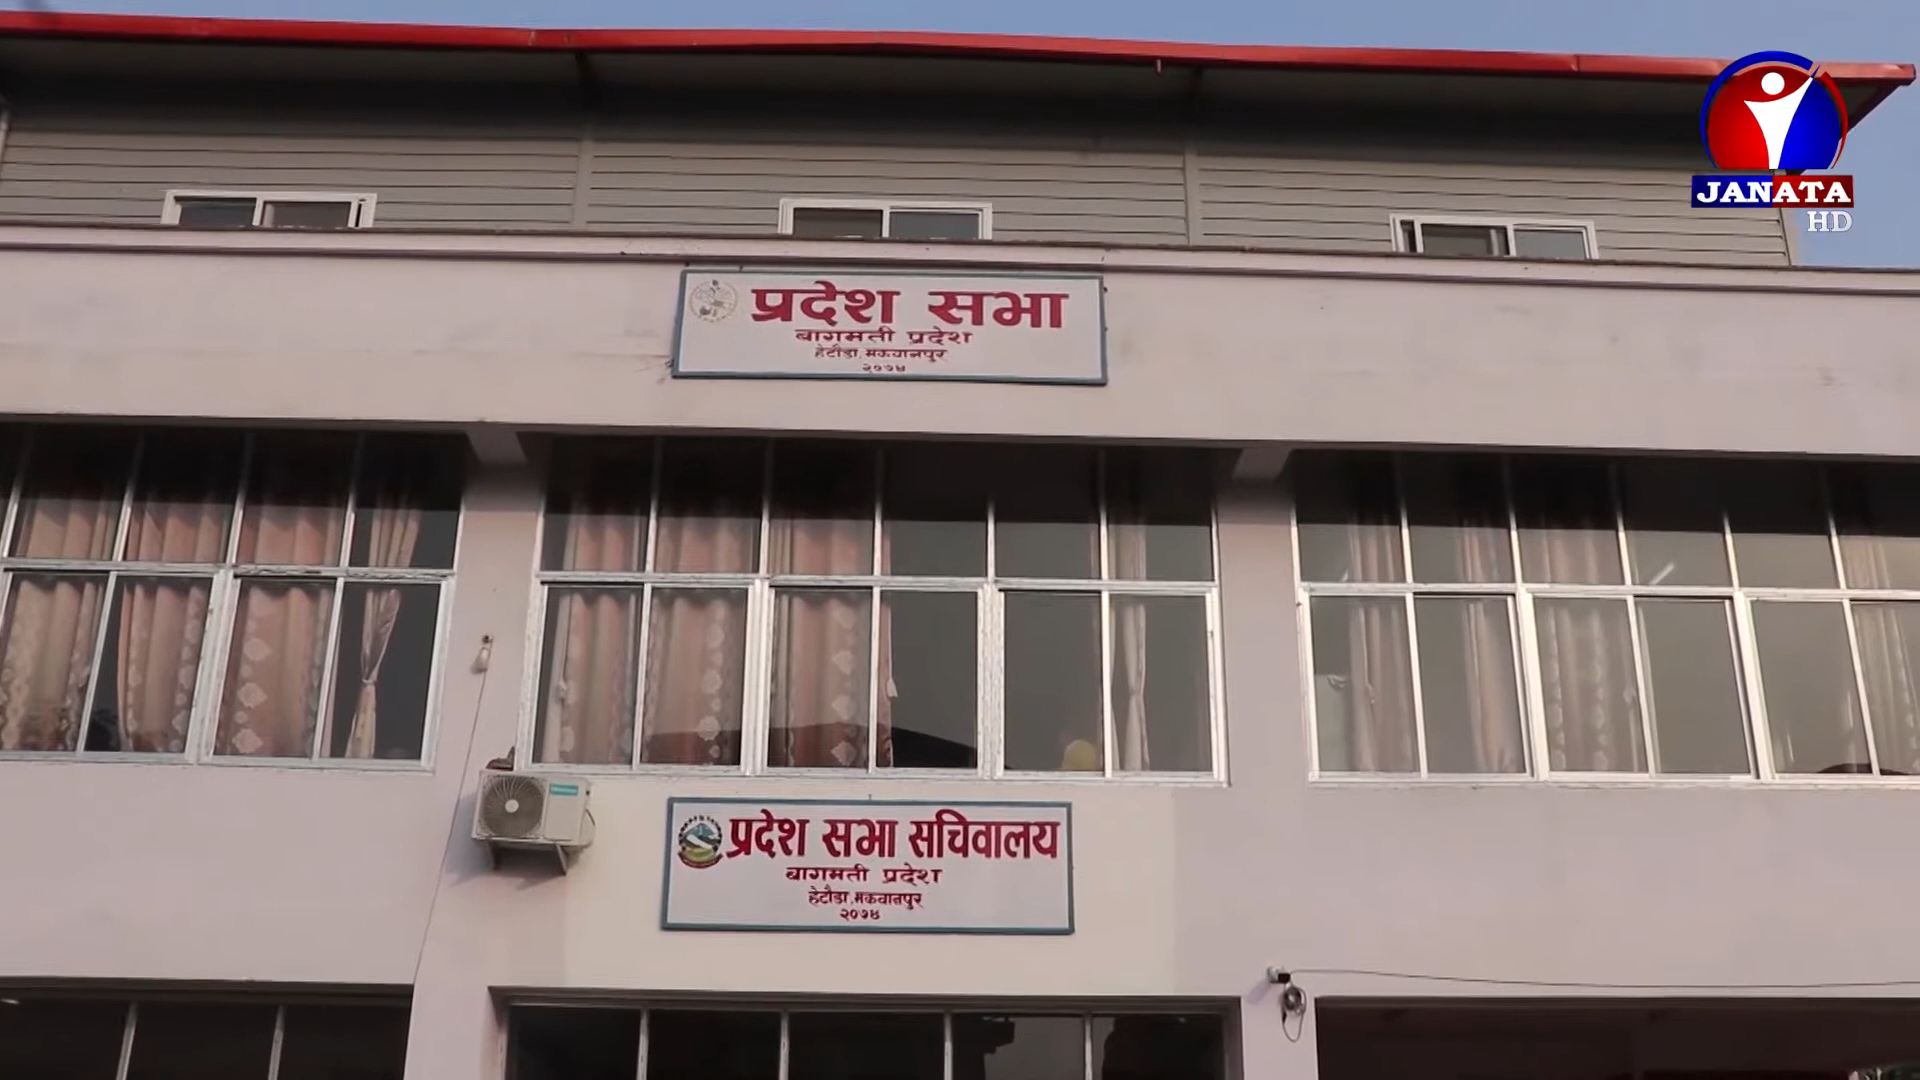 JANATA
HD
प्रदेश सभा
बागमती प्रदेश
हेटौडा, मकवानपुर
२०७४
प्रदेश सभा सचिवालय
बागमती प्रदेश
हेटौडा, मकवानपुर
२०७४